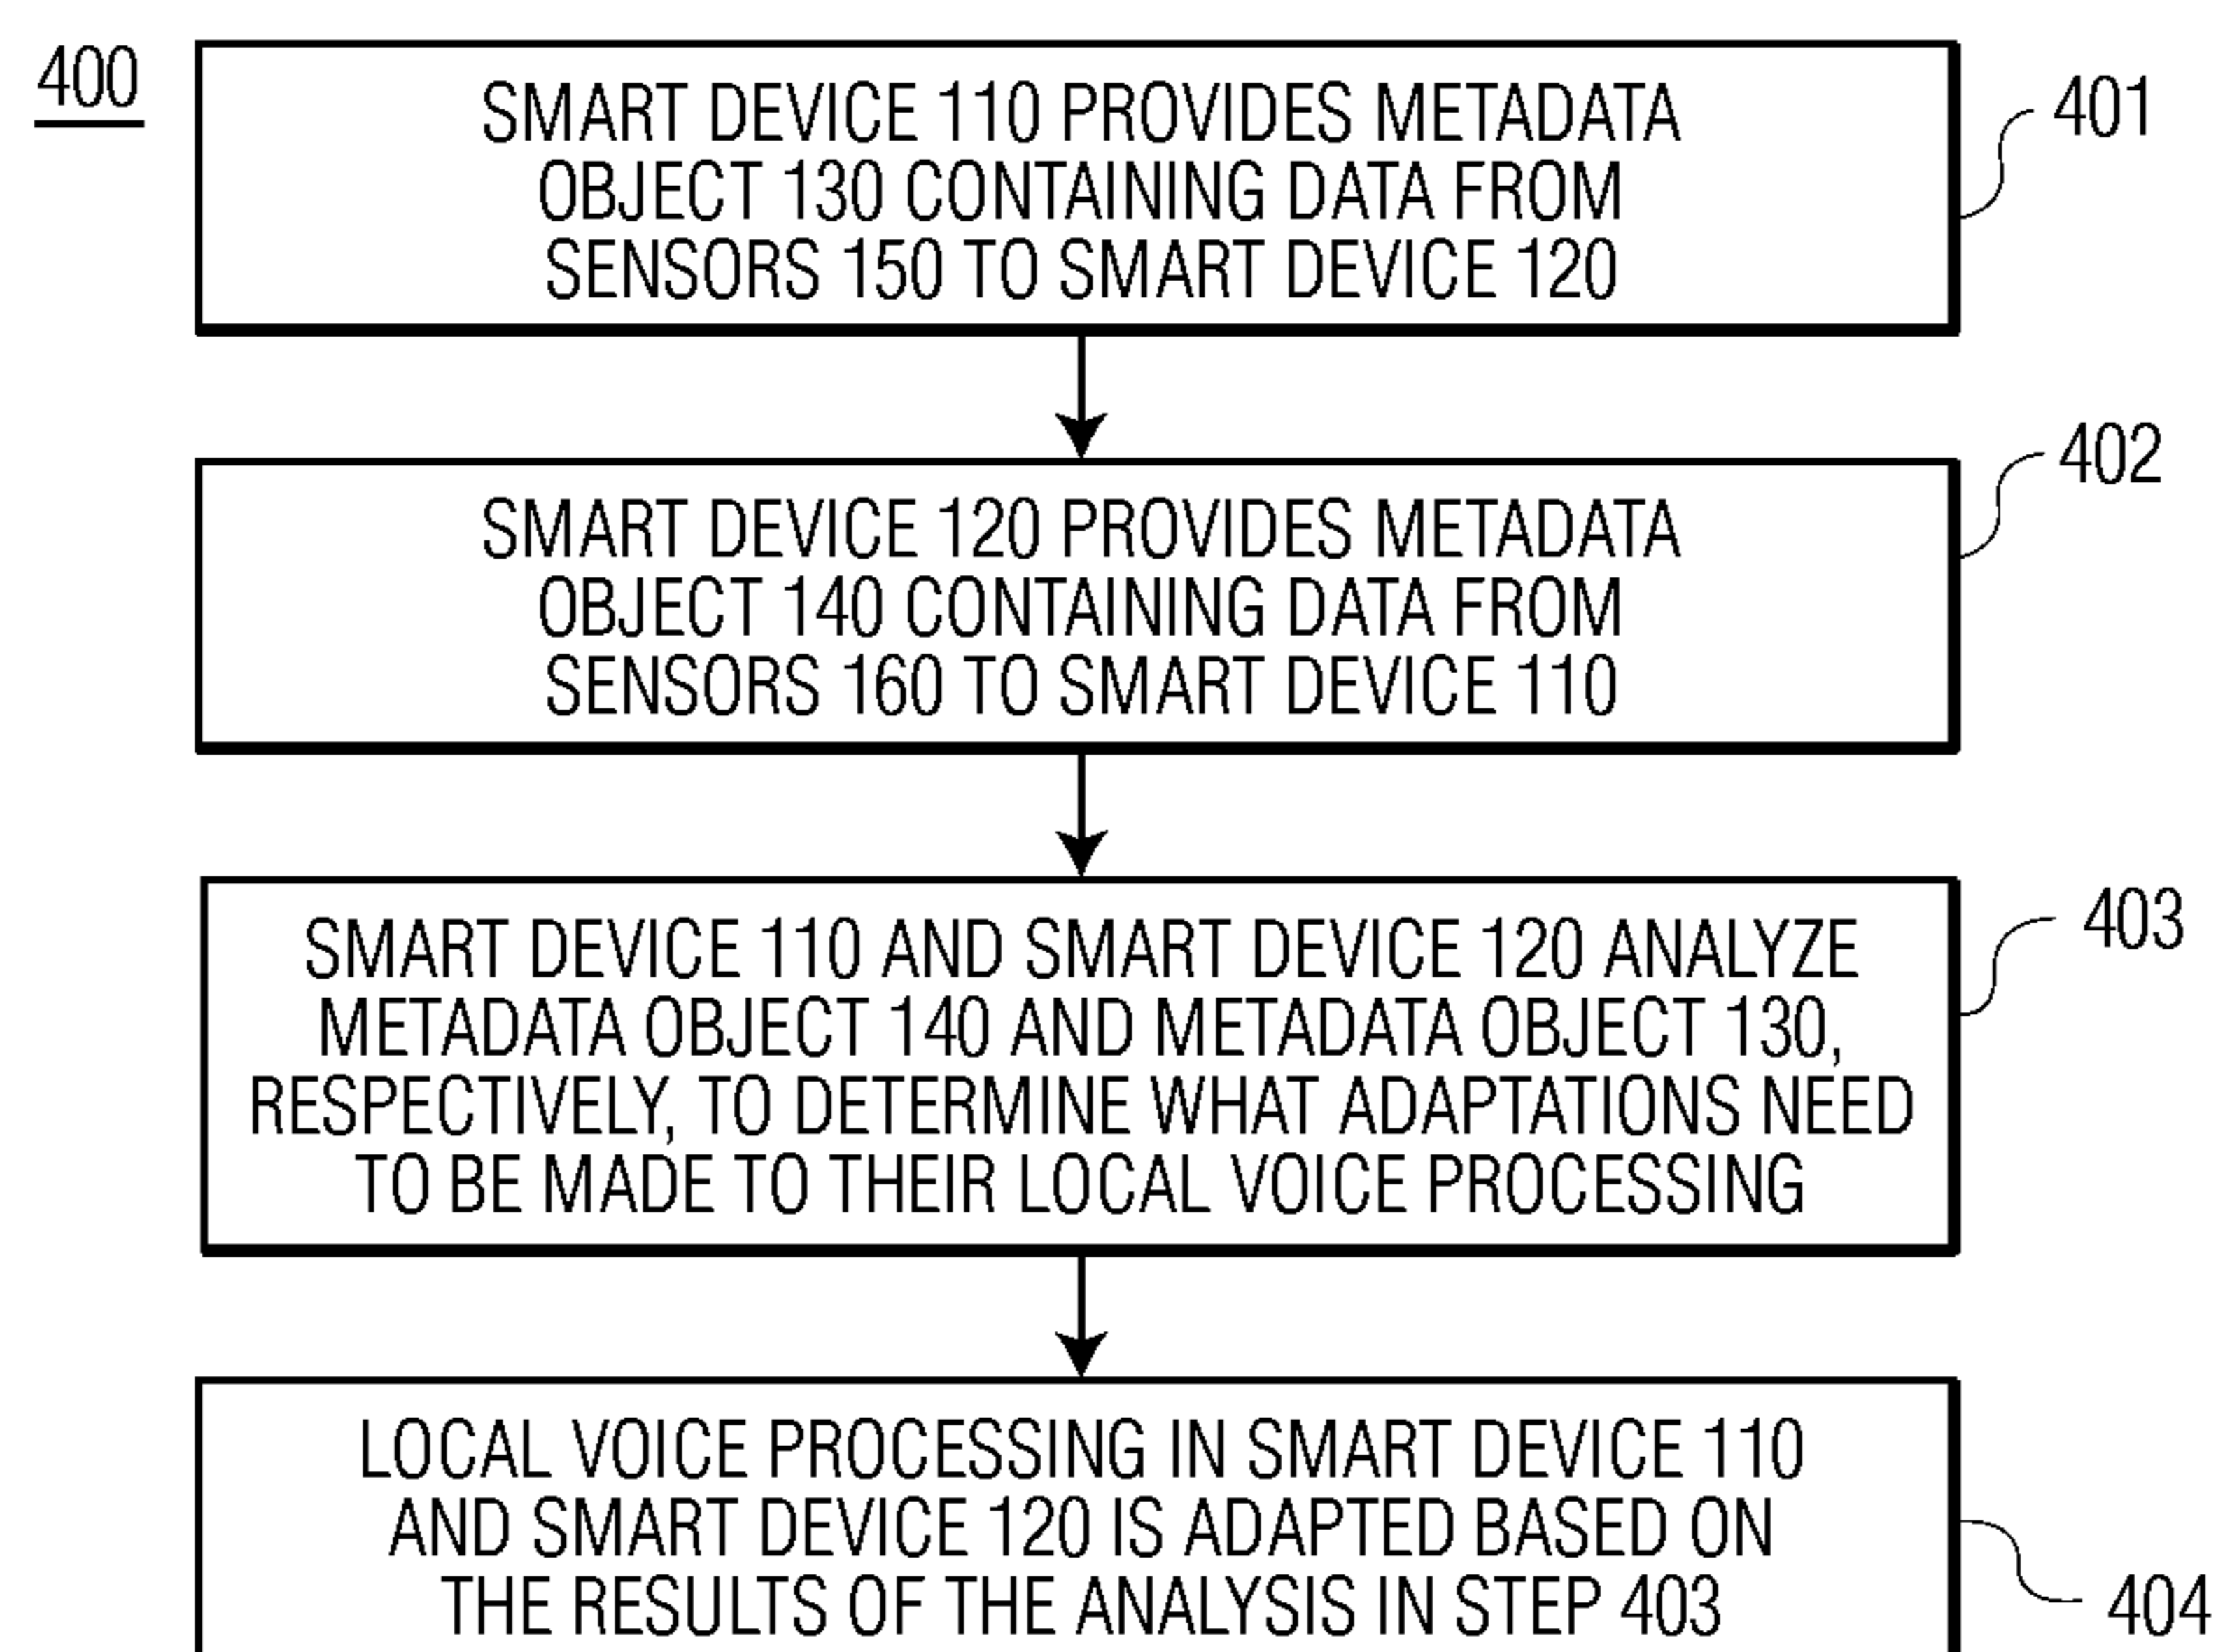 400
SMART DEVICE 110 PROVIDES METADATA
OBJECT 130 CONTAINING DATA FROM
SENSORS 150 TO SMART DEVICE 120
401
SMART DEVICE 120 PROVIDES METADATA
OBJECT 140 CONTAINING DATA FROM
SENSORS 160 TO SMART DEVICE 110
402
SMART DEVICE 110 AND SMART DEVICE 120 ANALYZE
METADATA OBJECT 140 AND METADATA OBJECT 130,
RESPECTIVELY, TO DETERMINE WHAT ADAPTATIONS NEED
TO BE MADE TO THEIR LOCAL VOICE PROCESSING
403
LOCAL VOICE PROCESSING IN SMART DEVICE 110
AND SMART DEVICE 120 IS ADAPTED BASED ON
THE RESULTS OF THE ANALYSIS IN STEP 403
404